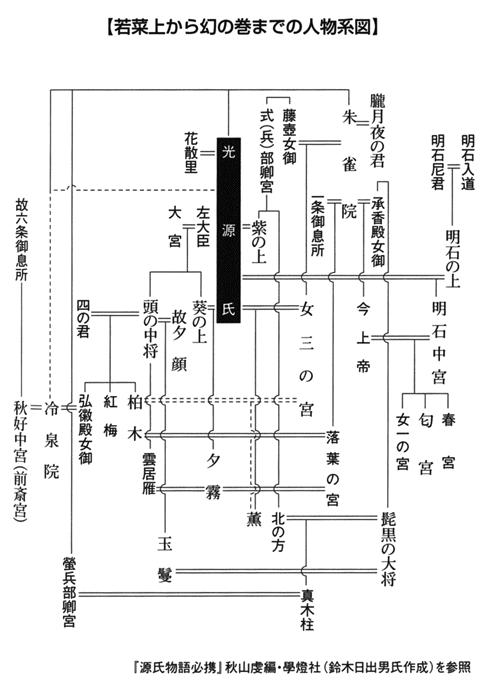 【若菜上から幻の巻までの人物系図】
明石入道
明石尼君
明石の上
明石中宮
春宮
匂宮
女一の宮
朧月夜の君
朱雀院
承香殿女御
今上帝
髭黒の大将
藤壺女御
式(兵)部卿宮
一条御息所
女三の宮
落葉の宮
紫の上
北の方
真木柱
光源氏
花散里
左大臣
大宮
葵の上
夕霧
薫
頭の中将
故夕顔
四の君
柏木
紅梅
弘徽殿女御
雲居雁
玉鬘
故六条御息所
秋好中宮(前斎宮)
冷泉院
螢兵部卿宮
『源氏物語必携』秋山虔編・學燈社(鈴木日出男氏作成)を参照